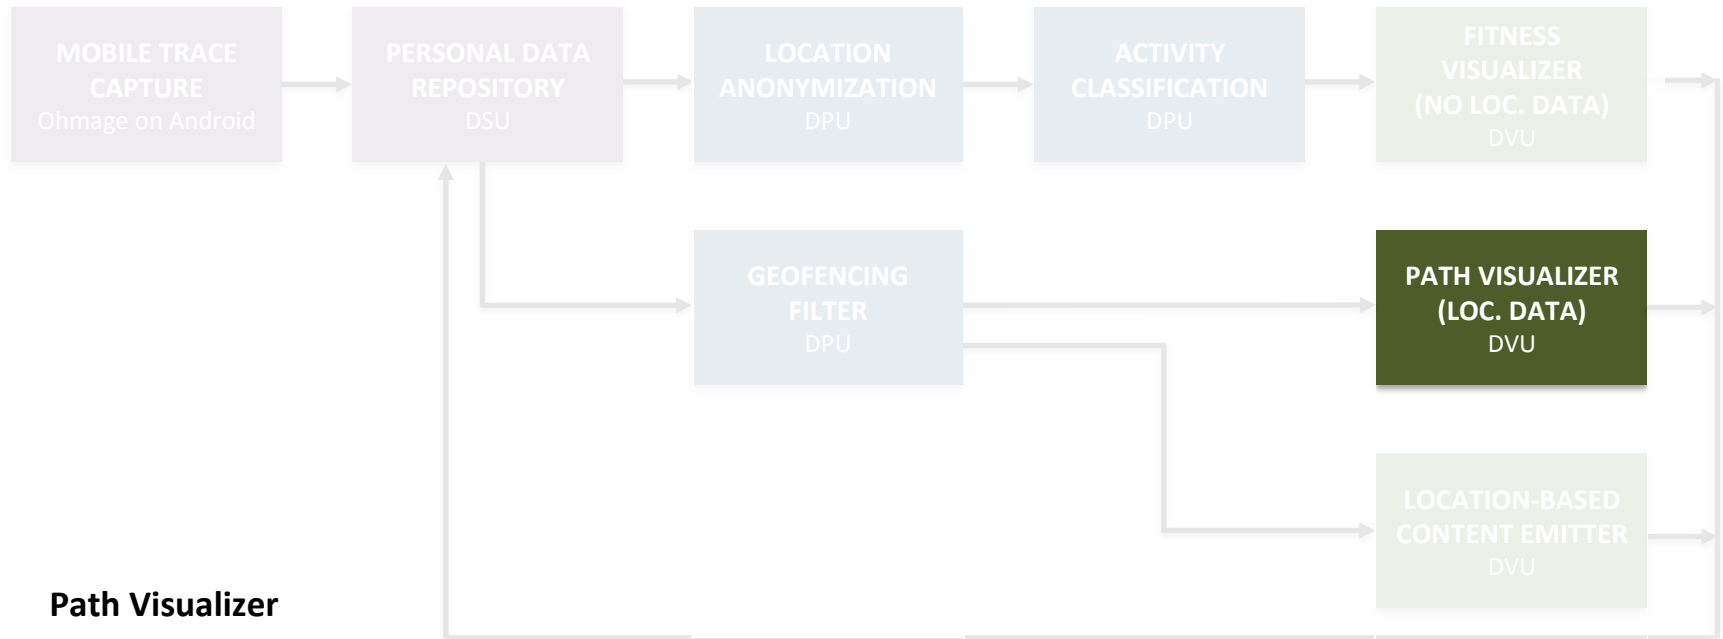 MOBILE TRACE
CAPTURE
Ohmage on Android
PERSONAL DATA
REPOSITORY
DSU
LOCATION
ANONYMIZATION
DPU
ACTIVITY
CLASSIFICATION
DPU
FITNESS
VISUALIZER
(NO LOC. DATA)
DVU
GEOFENCING
FILTER
DPU
PATH VISUALIZER
(LOC. DATA)
DVU
LOCATION-BASED
CONTENT EMITTER
DVU
Path Visualizer